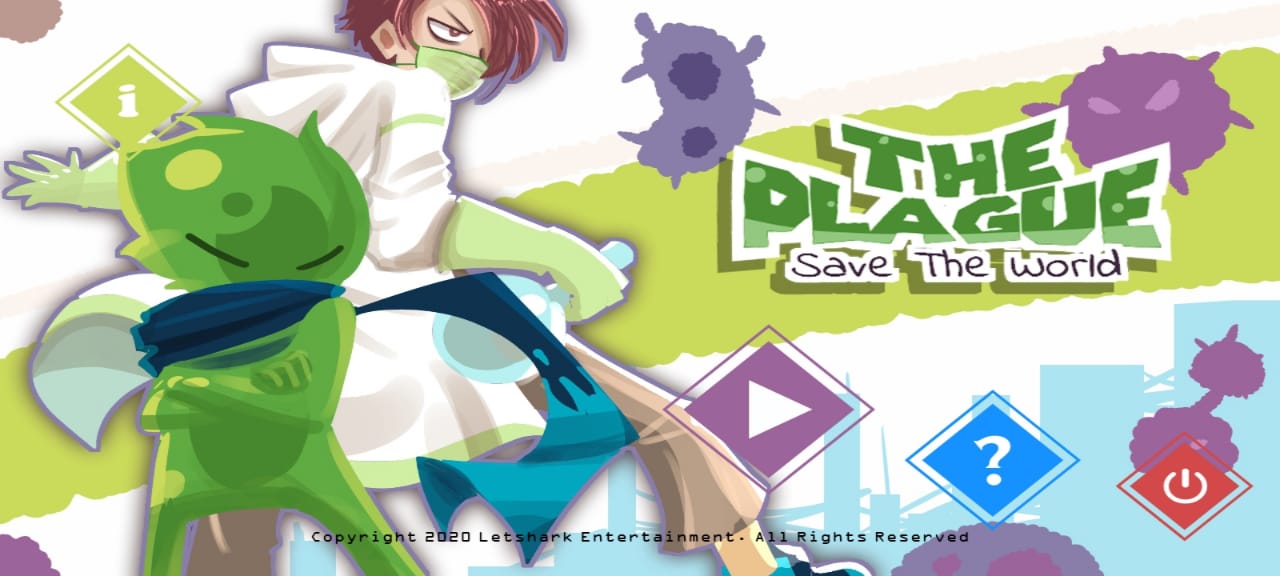 i
THE
PLAGUE
Save The World
?
Copyright 2020 Letshark Entertainment. All Rights Reserved